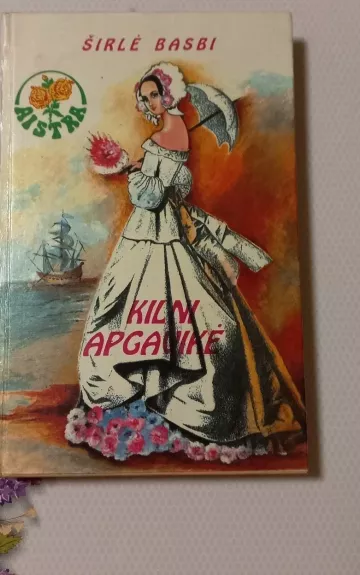 ŠIRLĖ BASBI
AISTRA
KILNI
APGAVIKĖ